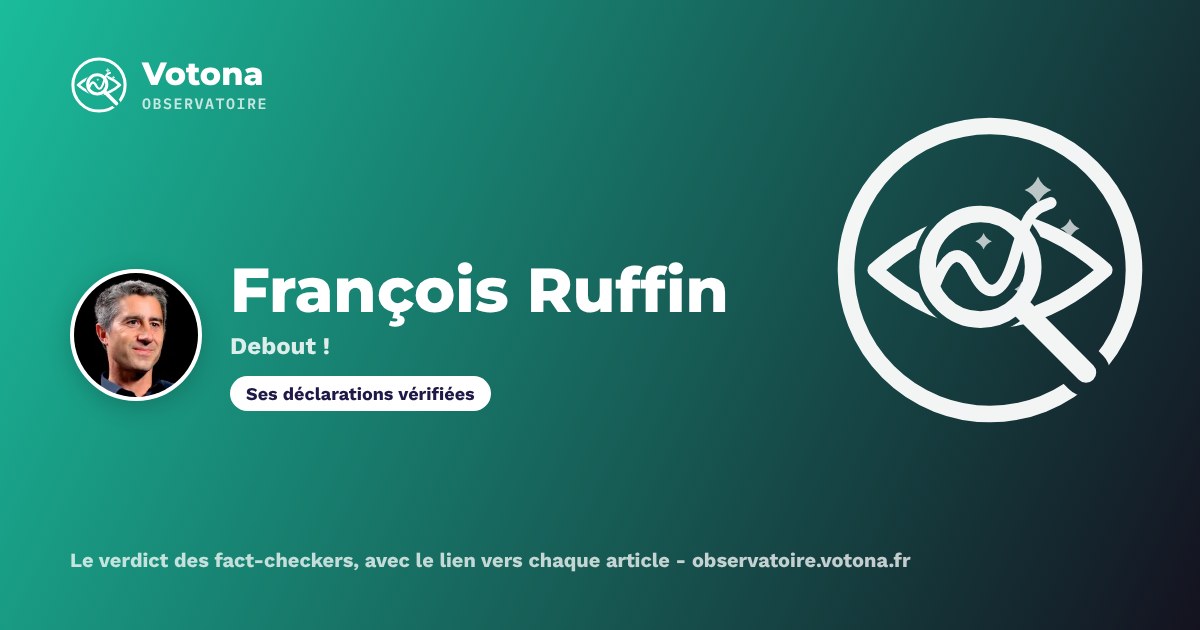 Votona
OBSERVATOIRE
François Ruffin
Debout !
Ses déclarations vérifiées
Le verdict des fact-checkers, avec le lien vers chaque article - observatoire.votona.fr